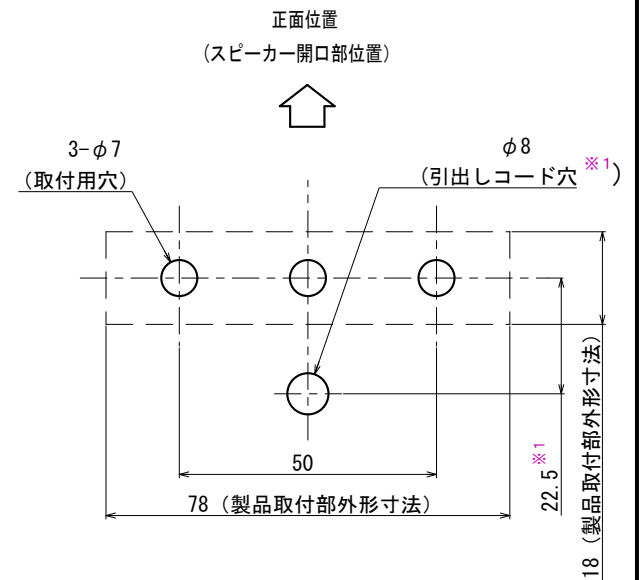 正面位置
(スピーカー開口部位置)
3-φ7
(取付用穴)
φ8
(引出しコード穴※1)
50
78 (製品取付部外形寸法)
22.5※1
18 (製品取付部外形寸法)